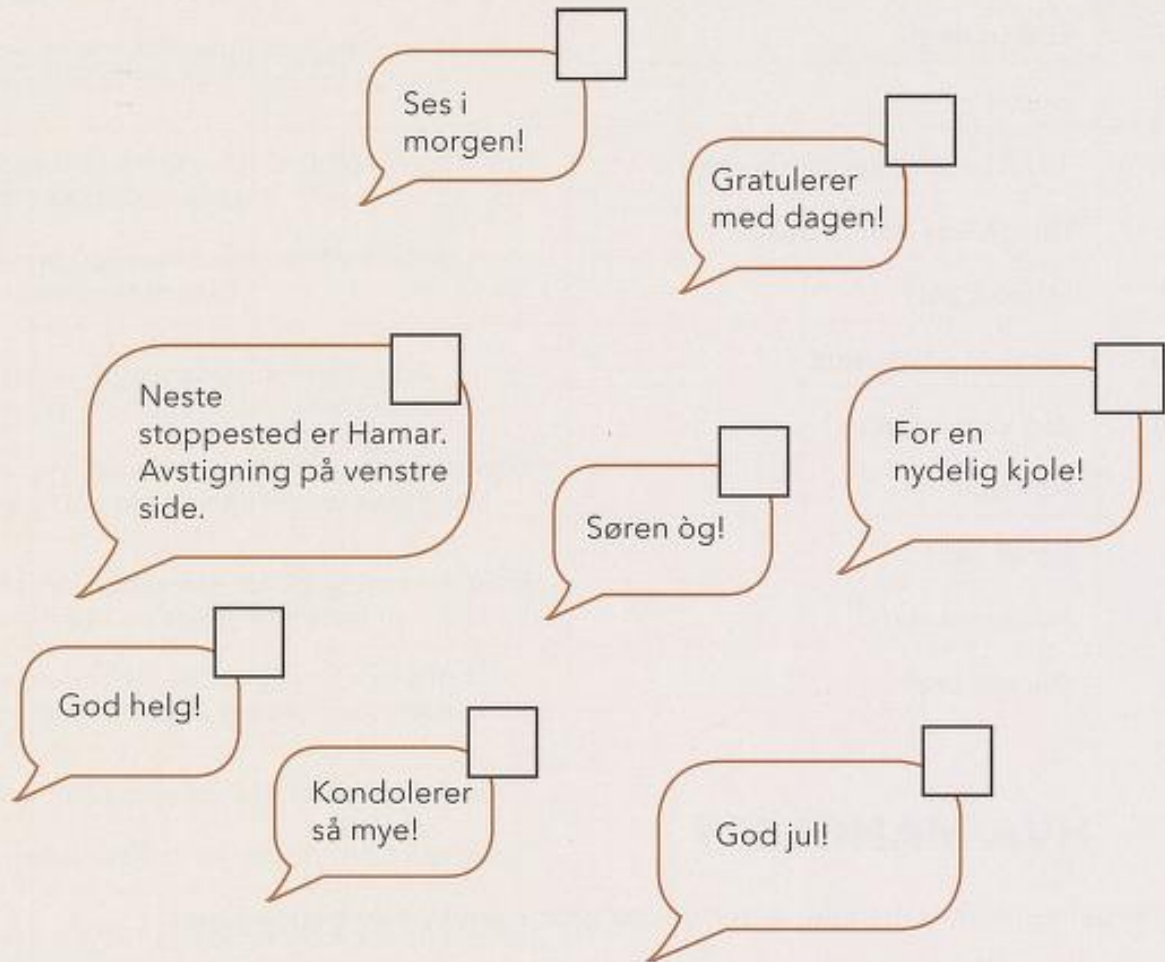 Ses i
morgen!
Gratulerer
med dagen!
Neste
stoppested er Hamar.
Avstigning på venstre
side.
For en
nydelig kjole!
Søren òg!
God helg!
Kondolerer
så mye!
God jul!